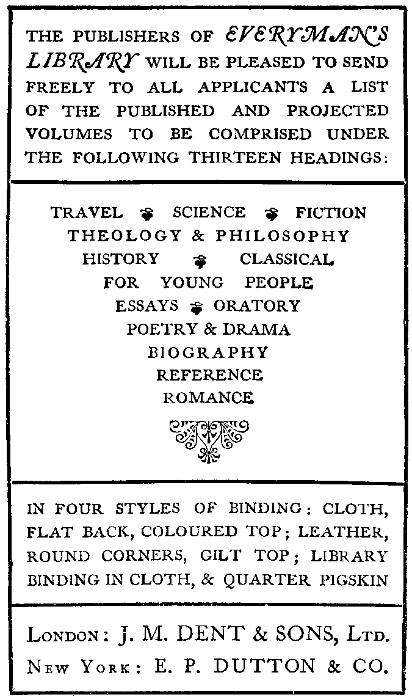 THE PUBLISHERS OF EVERYMAN'S
LIBRARY WILL BE PLEASED TO SEND
FREELY TO ALL APPLICANTS A LIST
OF THE PUBLISHED AND PROJECTED
VOLUMES TO BE COMPRISED UNDER
THE FOLLOWING THIRTEEN HEADINGS:
TRAVEL SCIENCE FICTION
THEOLOGY & PHILOSOPHY
HISTORY CLASSICAL
FOR YOUNG PEOPLE
ESSAYS ORATORY
POETRY & DRAMA
BIOGRAPHY
REFERENCE
ROMANCE
IN FOUR STYLES OF BINDING: CLOTH,
FLAT BACK, COLOURED TOP; LEATHER,
ROUND CORNERS, GILT TOP; LIBRARY
BINDING IN CLOTH, & QUARTER PIGSKIN
LONDON: J. M. DENT & SONS, LTD.
NEW YORK: E. P. DUTTON & CO.